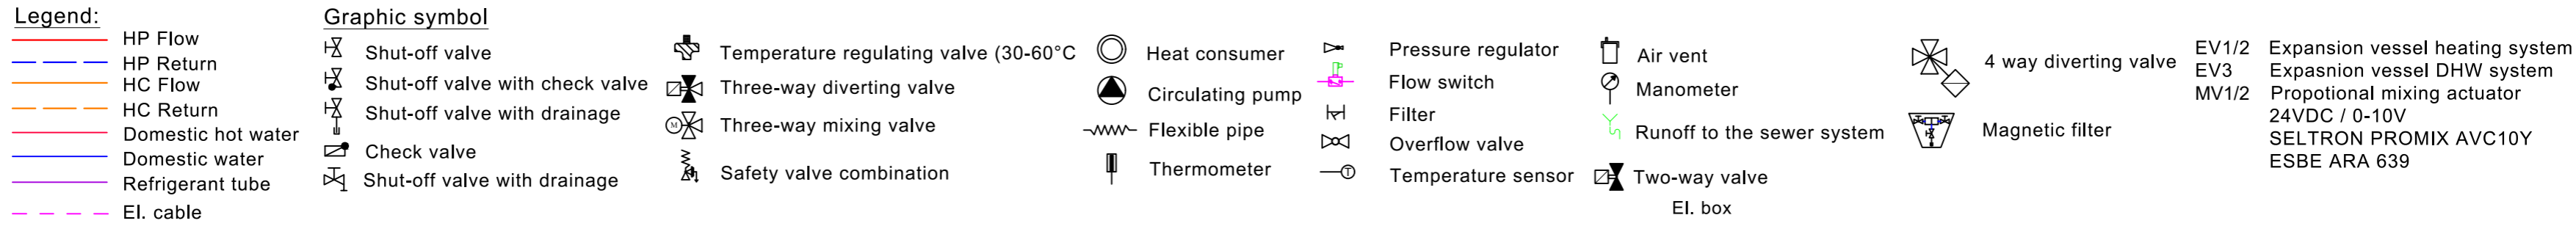 Legend:
HP Flow
HP Return
HC Flow
HC Return
Domestic hot water
Domestic water
Refrigerant tube
El. cable
Graphic symbol
Shut-off valve
Shut-off valve with check valve
Shut-off valve with drainage
Check valve
Shut-off valve with drainage
Temperature regulating valve (30-60°C
Three-way diverting valve
M
Three-way mixing valve
Safety valve combination
Heat consumer
Circulating pump
Flexible pipe
Thermometer
Pressure regulator
Flow switch
Filter
Overflow valve
T
Temperature sensor
Air vent
Manometer
Runoff to the sewer system
Two-way valve
El. box
4 way diverting valve
Magnetic filter
EV1/2 Expansion vessel heating system
EV3 Expasnion vessel DHW system
MV1/2 Propotional mixing actuator
24VDC / 0-10V
SELTRON PROMIX AVC10Y
ESBE ARA 639